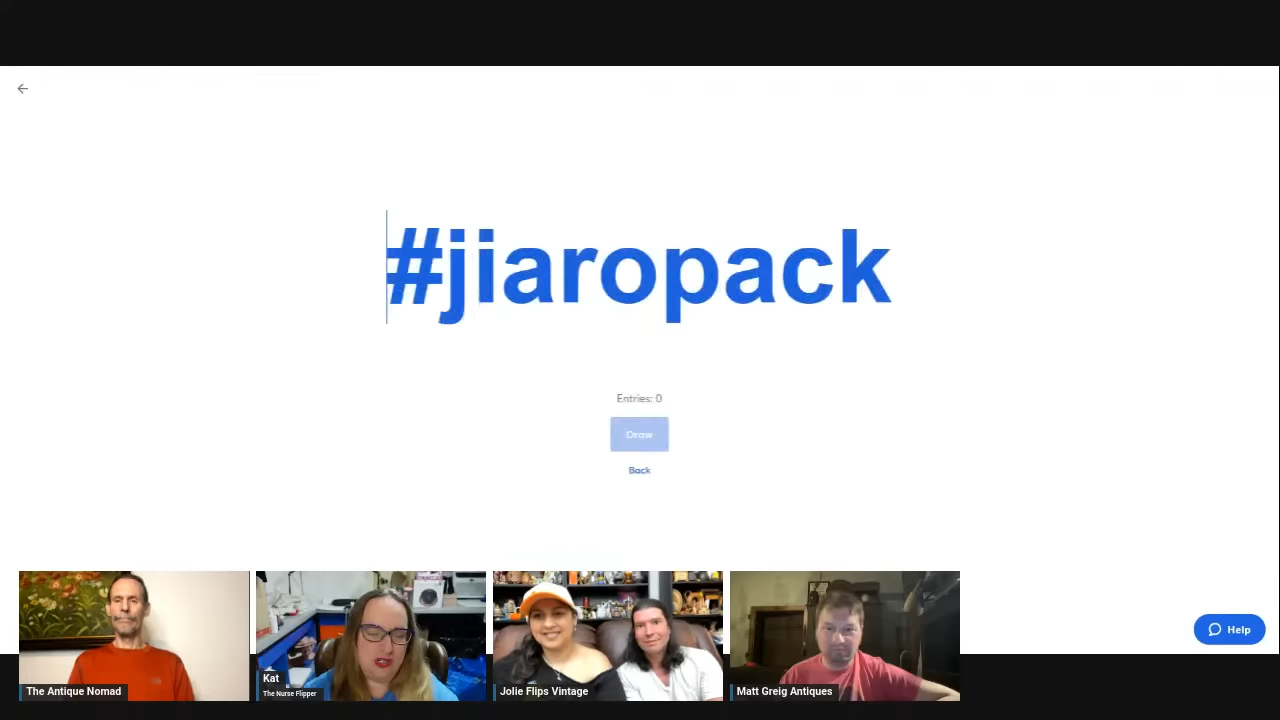 #jiaropack
Entries: 0
Draw
Back
Help
The Antique Nomad
Kat
The Nurse Flipper
Jolie Flips Vintage
Matt Greig Antiques